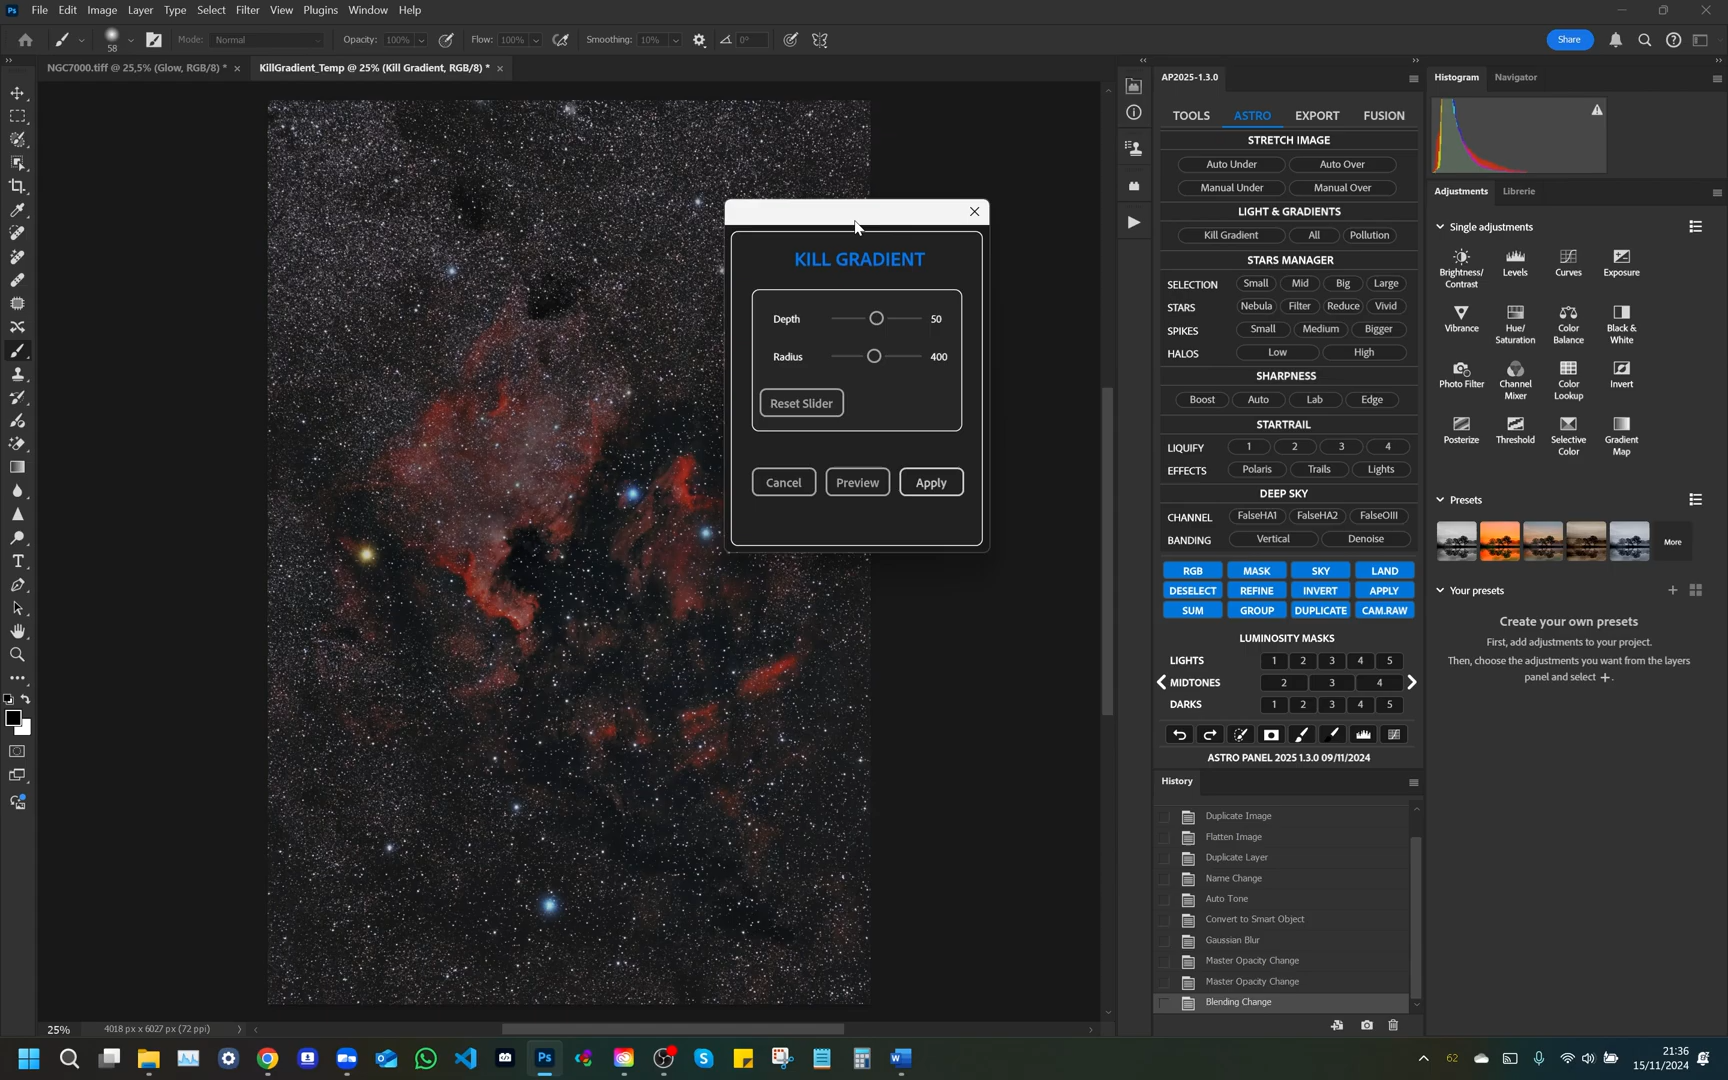 Ps File Edit Image Layer Type Select Filter View Plugins Window Help
58 Mode: Normal Opacity: 100% Flow: 100% Smoothing: 10% 0° Share
NGC7000.tiff @ 25,5% (Glow, RGB/8) * × KillGradient_Temp @ 25% (Kill Gradient, RGB/8) * ×
KILL GRADIENT
Depth 50
Radius 400
Reset Slider
Cancel Preview Apply
AP2025-1.3.0
TOOLS ASTRO EXPORT FUSION
STRETCH IMAGE
Auto Under Auto Over
Manual Under Manual Over
LIGHT & GRADIENTS
Kill Gradient All Pollution
STARS MANAGER
SELECTION Small Mid Big Large
STARS Nebula Filter Reduce Vivid
SPIKES Small Medium Bigger
HALOS Low High
SHARPNESS
Boost Auto Lab Edge
STARTRAIL
LIQUIFY 1 2 3 4
EFFECTS Polaris Trails Lights
DEEP SKY
CHANNEL FalseHA1 FalseHA2 FalseOIII
BANDING Vertical Denoise
RGB MASK SKY LAND
DESELECT REFINE INVERT APPLY
SUM GROUP DUPLICATE CAM.RAW
LUMINOSITY MASKS
LIGHTS 1 2 3 4 5
MIDTONES 2 3 4
DARKS 1 2 3 4 5
ASTRO PANEL 2025 1.3.0 09/11/2024
History
Duplicate Image
Flatten Image
Duplicate Layer
Name Change
Auto Tone
Convert to Smart Object
Gaussian Blur
Master Opacity Change
Master Opacity Change
Blending Change
Histogram Navigator
Adjustments Librerie
Single adjustments
Brightness/
Contrast
Levels
Curves
Exposure
Vibrance
Hue/
Saturation
Color
Balance
Black &
White
Photo Filter
Channel
Mixer
Color
Lookup
Invert
Posterize
Threshold
Selective
Color
Gradient
Map
Presets
More
Your presets
Create your own presets
First, add adjustments to your project.
Then, choose the adjustments you want from the layers
panel and select +.
25% 4018 px x 6027 px (72 ppi)
62
21:36
15/11/2024